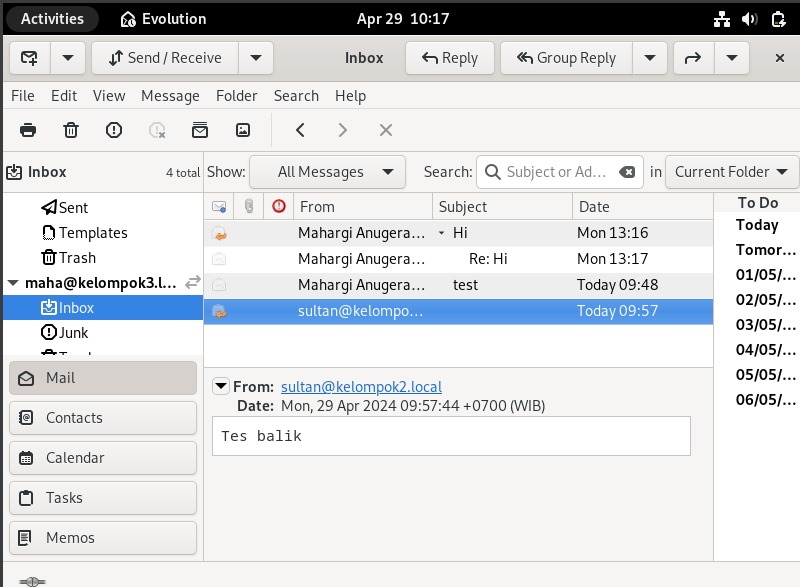 Activities Evolution Apr 29 10:17
Send / Receive Inbox Reply Group Reply
File Edit View Message Folder Search Help
Inbox 4 total Show: All Messages Search: Subject or Ad... in Current Folder
Sent
Templates
Trash
maha@kelompok3.l...
Inbox
Junk
Mail
Contacts
Calendar
Tasks
Memos
From Subject Date
Mahargi Anugera... Hi Mon 13:16
Mahargi Anugera... Re: Hi Mon 13:17
Mahargi Anugera... test Today 09:48
sultan@kelompo... Today 09:57
From: sultan@kelompok2.local
Date: Mon, 29 Apr 2024 09:57:44 +0700 (WIB)
Tes balik
To Do
Today
Tomor...
01/05/...
02/05/...
03/05/...
04/05/...
05/05/...
06/05/...